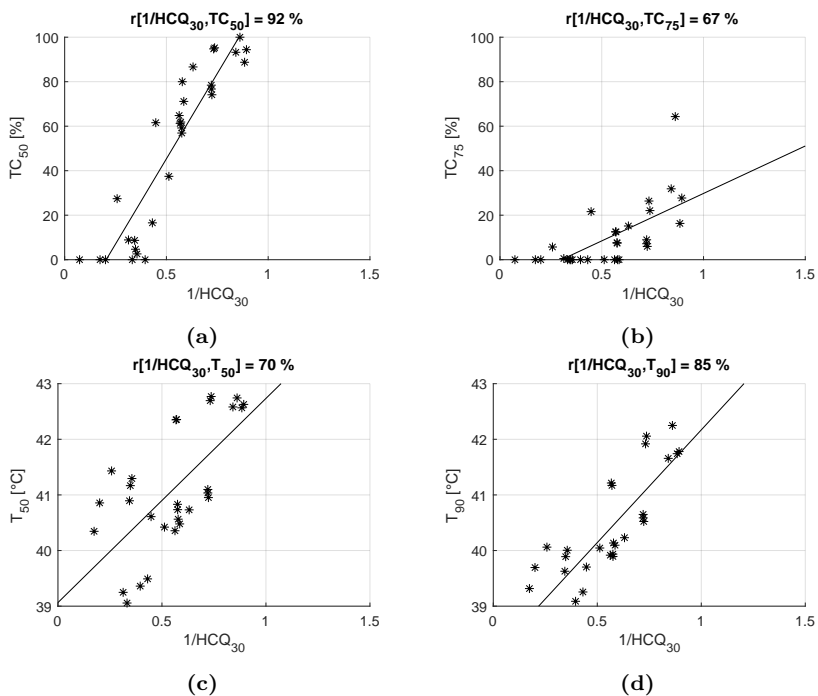 r[1/HCQ30,TC50] = 92 %
100
80
60
40
20
0
TC50 [%]
0 0.5 1 1.5
1/HCQ30
(a)
r[1/HCQ30,TC75] = 67 %
100
80
60
40
20
0
TC75 [%]
0 0.5 1 1.5
1/HCQ30
(b)
r[1/HCQ30,T50] = 70 %
43
42
41
40
39
T50 [°C]
0 0.5 1 1.5
1/HCQ30
(c)
r[1/HCQ30,T90] = 85 %
43
42
41
40
39
T90 [°C]
0 0.5 1 1.5
1/HCQ30
(d)